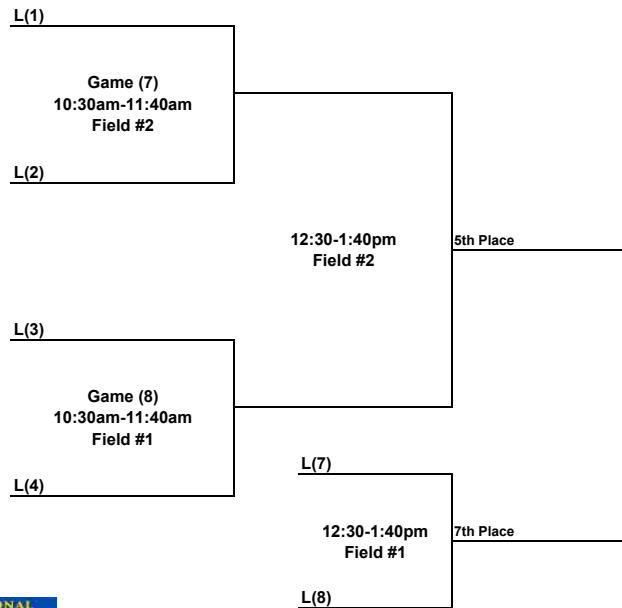 L(1)
Game (7)
10:30am-11:40am
Field #2
L(2)
12:30-1:40pm
Field #2
5th Place
L(3)
Game (8)
10:30am-11:40am
Field #1
L(4)
L(7)
12:30-1:40pm
Field #1
7th Place
L(8)